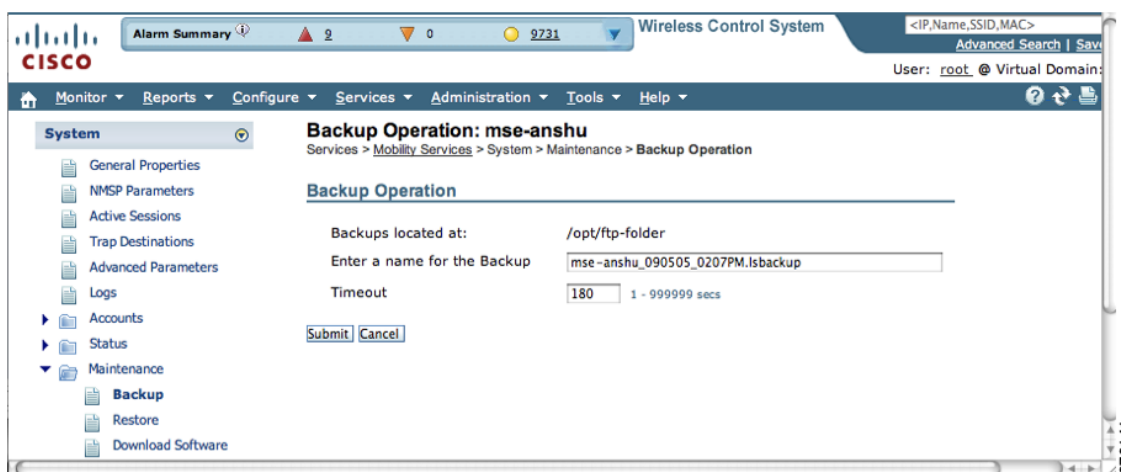 Alarm Summary
9
0
9731
Wireless Control System
<IP,Name,SSID,MAC>
Advanced Search | Save
CISCO
User: root @ Virtual Domain:
Monitor Reports Configure Services Administration Tools Help
System
General Properties
NMSP Parameters
Active Sessions
Trap Destinations
Advanced Parameters
Logs
Accounts
Status
Maintenance
Backup
Restore
Download Software
Backup Operation: mse-anshu
Services > Mobility Services > System > Maintenance > Backup Operation
Backup Operation
Backups located at: /opt/ftp-folder
Enter a name for the Backup mse-anshu_090505_0207PM.lsbackup
Timeout 180 1 - 999999 secs
Submit Cancel